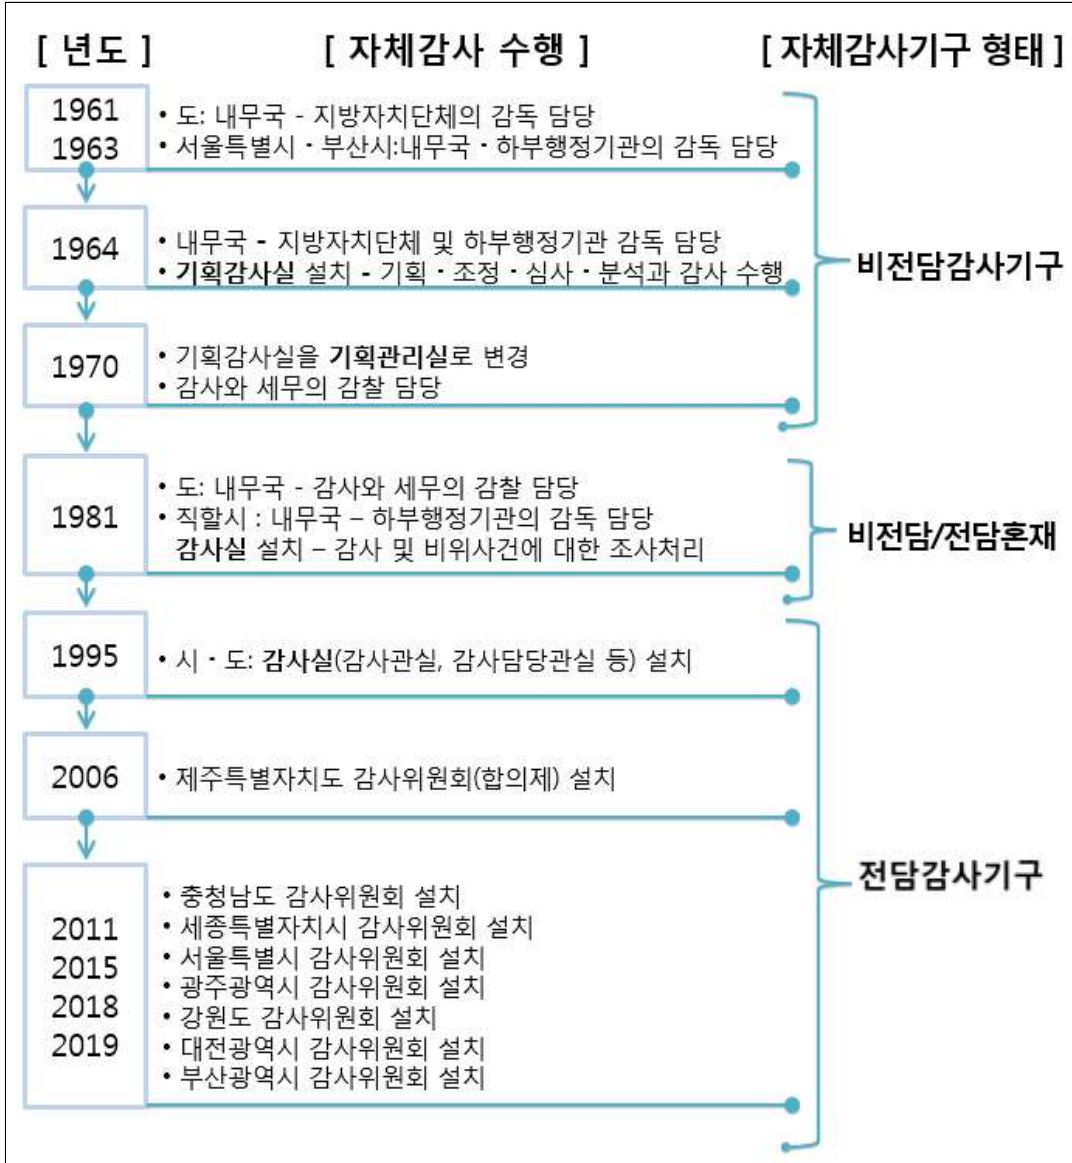 [ 년도 ] [ 자체감사 수행 ] [ 자체감사기구 형태 ]
1961
1963
• 도: 내무국 - 지방자치단체의 감독 담당
• 서울특별시・부산시:내무국・하부행정기관의 감독 담당
1964
• 내무국 - 지방자치단체 및 하부행정기관 감독 담당
• 기획감사실 설치 - 기획・조정・심사・분석과 감사 수행
비전담감사기구
1970
• 기획감사실을 기획관리실로 변경
• 감사와 세무의 감찰 담당
1981
• 도: 내무국 - 감사와 세무의 감찰 담당
• 직할시 : 내무국 – 하부행정기관의 감독 담당
감사실 설치 – 감사 및 비위사건에 대한 조사처리
비전담/전담혼재
1995
• 시・도: 감사실(감사관실, 감사담당관실 등) 설치
2006
• 제주특별자치도 감사위원회(합의제) 설치
전담감사기구
2011
2015
2018
2019
• 충청남도 감사위원회 설치
• 세종특별자치시 감사위원회 설치
• 서울특별시 감사위원회 설치
• 광주광역시 감사위원회 설치
• 강원도 감사위원회 설치
• 대전광역시 감사위원회 설치
• 부산광역시 감사위원회 설치